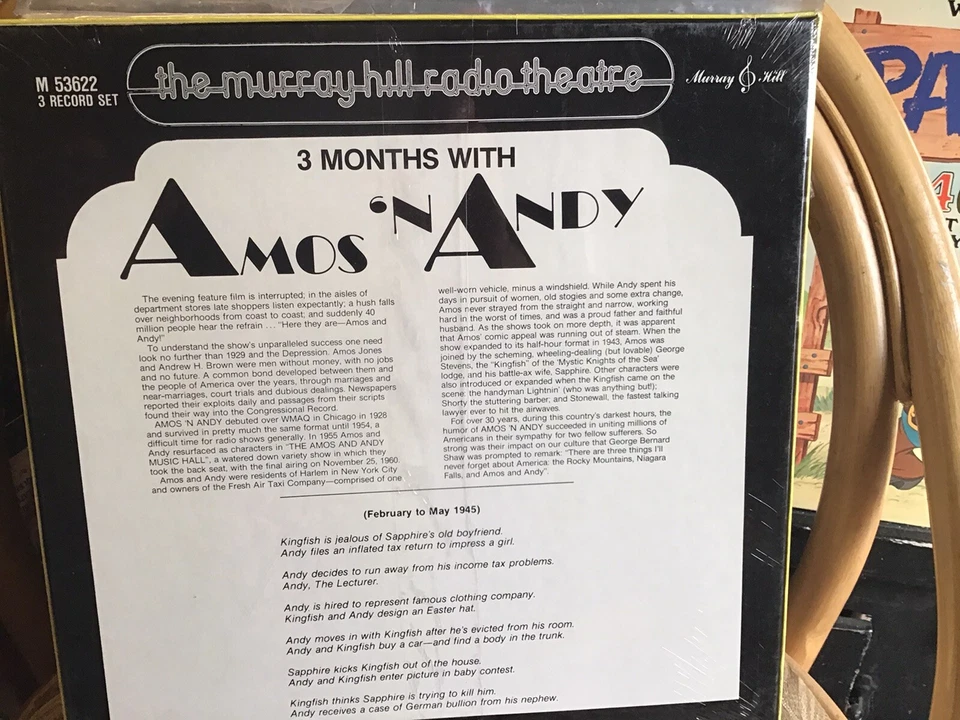 M 53622
3 RECORD SET
the murray hill radio theatre
Murray Hill
3 MONTHS WITH
AMOS 'N ANDY
The evening feature film is interrupted; in the aisles of
department stores late shoppers listen expectantly; a hush falls
over neighborhoods from coast to coast; and suddenly 40
million people hear the refrain . . . "Here they are—Amos and
Andy!"
To understand the show's unparalleled success one need
look no further than 1929 and the Depression. Amos Jones
and Andrew H. Brown were men without money, with no jobs
and no future. A common bond developed between them and
the people of America over the years, through marriages and
near-marriages, court trials and dubious dealings. Newspapers
reported their exploits daily and passages from their scripts
found their way into the Congressional Record.
AMOS 'N ANDY debuted over WMAQ in Chicago in 1928
and survived in pretty much the same format until 1954, a
difficult time for radio shows generally. In 1955 Amos and
Andy resurfaced as characters in "THE AMOS AND ANDY
MUSIC HALL", a watered down variety show in which they
took the back seat, with the final airing on November 25, 1960.
Amos and Andy were residents of Harlem in New York City
and owners of the Fresh Air Taxi Company—comprised of one
well-worn vehicle, minus a windshield. While Andy spent his
days in pursuit of women, old stogies and some extra change,
Amos never strayed from the straight and narrow, working
hard in the worst of times, and was a proud father and faithful
husband. As the shows took on more depth, it was apparent
that Amos' comic appeal was running out of steam. When the
show expanded to its half-hour format in 1943, Amos was
joined by the scheming, wheeling-dealing (but lovable) George
Stevens, the "Kingfish" of the 'Mystic Knights of the Sea'
lodge, and his battle-ax wife, Sapphire. Other characters were
also introduced or expanded when the Kingfish came on the
scene: the handyman Lightnin' (who was anything but!);
Shorty the stuttering barber; and Stonewall, the fastest talking
lawyer ever to hit the airwaves.
For over 30 years, during this country's darkest hours, the
humor of AMOS 'N ANDY succeeded in uniting millions of
Americans in their sympathy for two fellow sufferers. So
strong was their impact on our culture that George Bernard
Shaw was prompted to remark: "There are three things I'll
never forget about America: the Rocky Mountains, Niagara
Falls, and Amos and Andy".
(February to May 1945)
Kingfish is jealous of Sapphire's old boyfriend.
Andy files an inflated tax return to impress a girl.
Andy decides to run away from his income tax problems.
Andy, The Lecturer.
Andy is hired to represent famous clothing company.
Kingfish and Andy design an Easter hat.
Andy moves in with Kingfish after he's evicted from his room.
Andy and Kingfish buy a car—and find a body in the trunk.
Sapphire kicks Kingfish out of the house.
Andy and Kingfish enter picture in baby contest.
Kingfish thinks Sapphire is trying to kill him.
Andy receives a case of German bullion from his nephew.